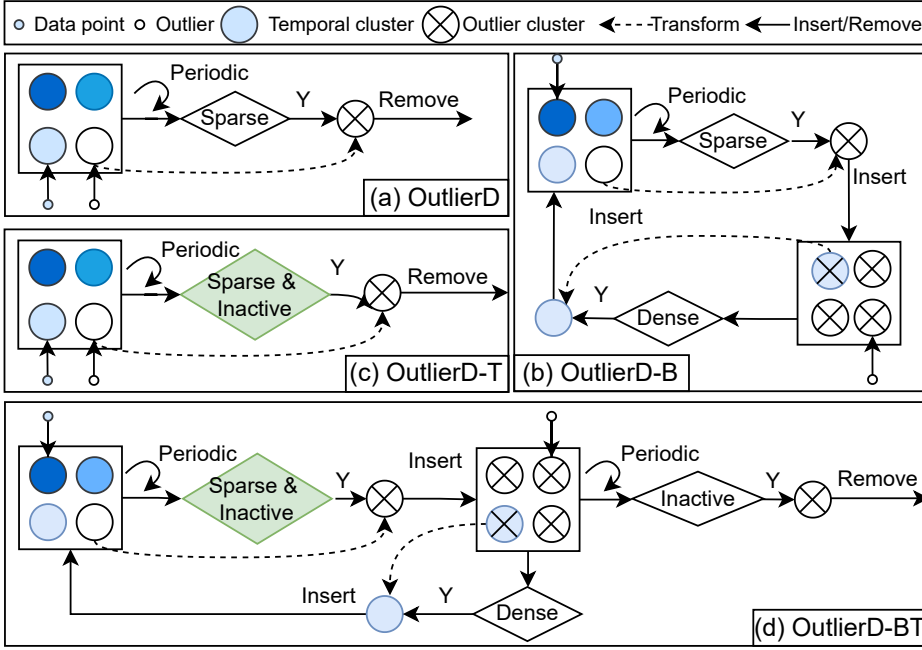 Data point Outlier Temporal cluster Outlier cluster Transform Insert/Remove
Periodic
Sparse
Y
Remove
(a) OutlierD
Periodic
Sparse
Y
Insert
Insert
Y
Dense
(b) OutlierD-B
Periodic
Sparse &
Inactive
Y
Remove
(c) OutlierD-T
Periodic
Sparse &
Inactive
Y
Insert
Periodic
Inactive
Y
Remove
Insert
Y
Dense
(d) OutlierD-BT